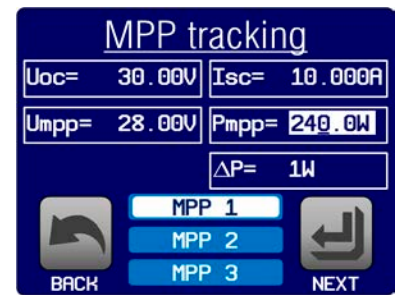 MPP tracking
Uoc= 30.00V Isc= 10.000A
Umpp= 28.00V Pmpp= 240.0W
∆P= 1W
MPP 1
MPP 2
MPP 3
BACK NEXT